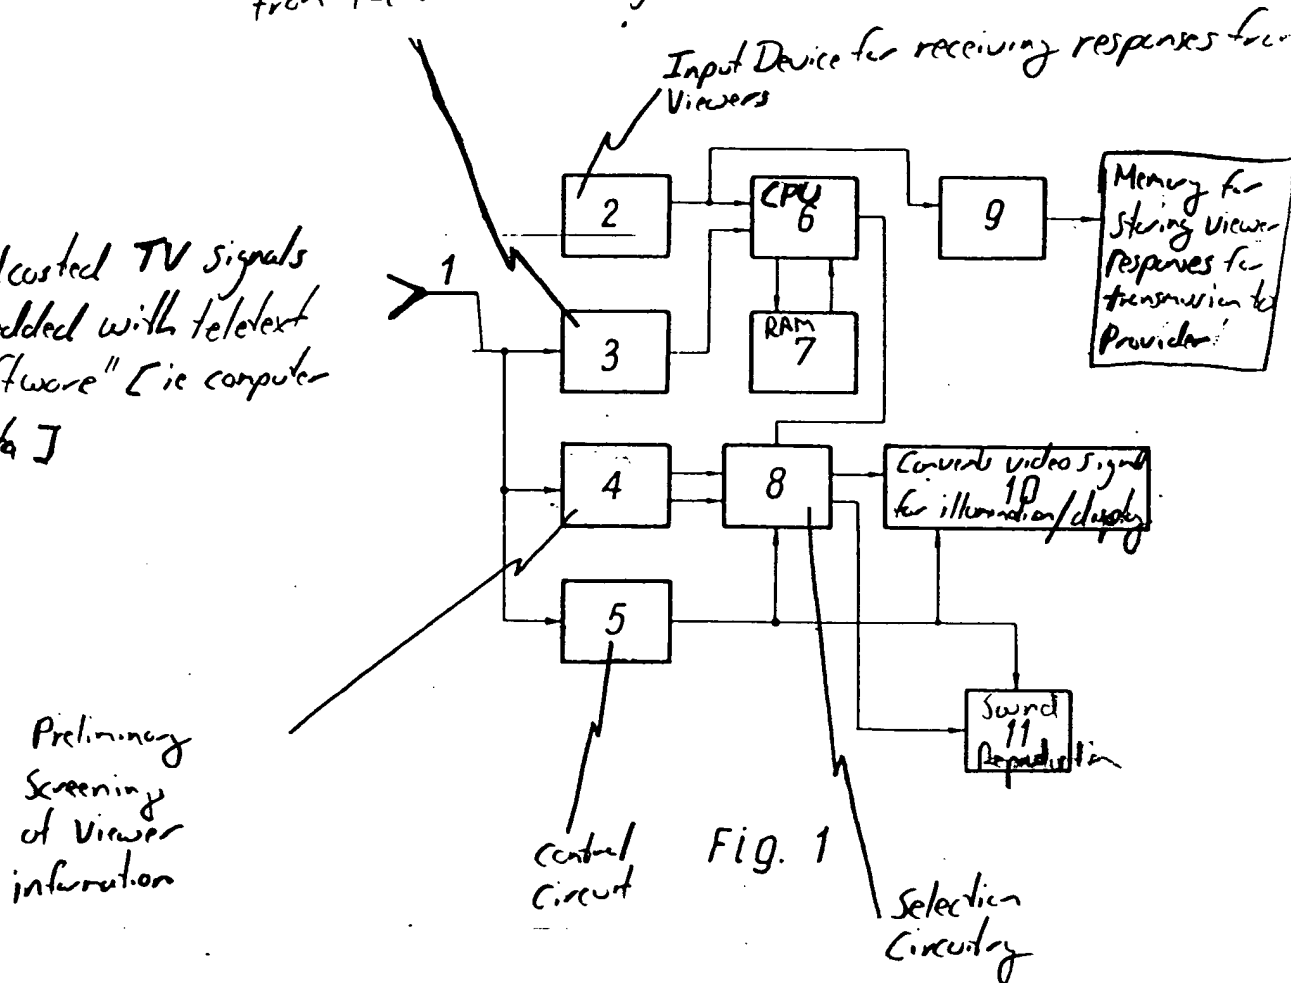 from
Input Device for receiving responses from
Viewers
2
CPU
6
9
Memory for
storing viewer
responses for
transmission to
Provider
TV signals
1
added with teletext
ftware" [ie computer
]
3
RAM
7
4
8
Converts video signal
10
for illumination/display
5
Sound
11
Reproduction
Preliminary
Screening
of Viewer
information
Control
Circuit
Fig. 1
Selection
Circuitry